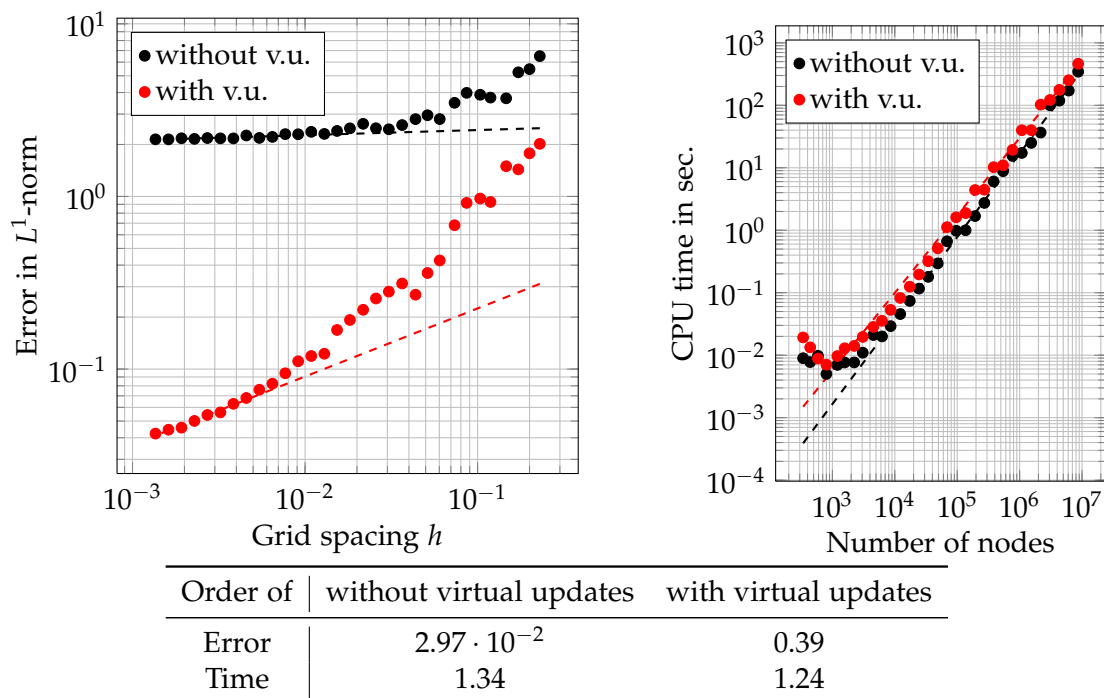 10^1
10^0
10^-1
10^-3
10^-2
10^-1
Error in L^1-norm
Grid spacing h
without v.u.
with v.u.
10^3
10^2
10^1
10^0
10^-1
10^-2
10^-3
10^-4
10^3
10^4
10^5
10^6
10^7
CPU time in sec.
Number of nodes
without v.u.
with v.u.
Order of without virtual updates with virtual updates
Error 2.97 · 10^-2 0.39
Time 1.34 1.24